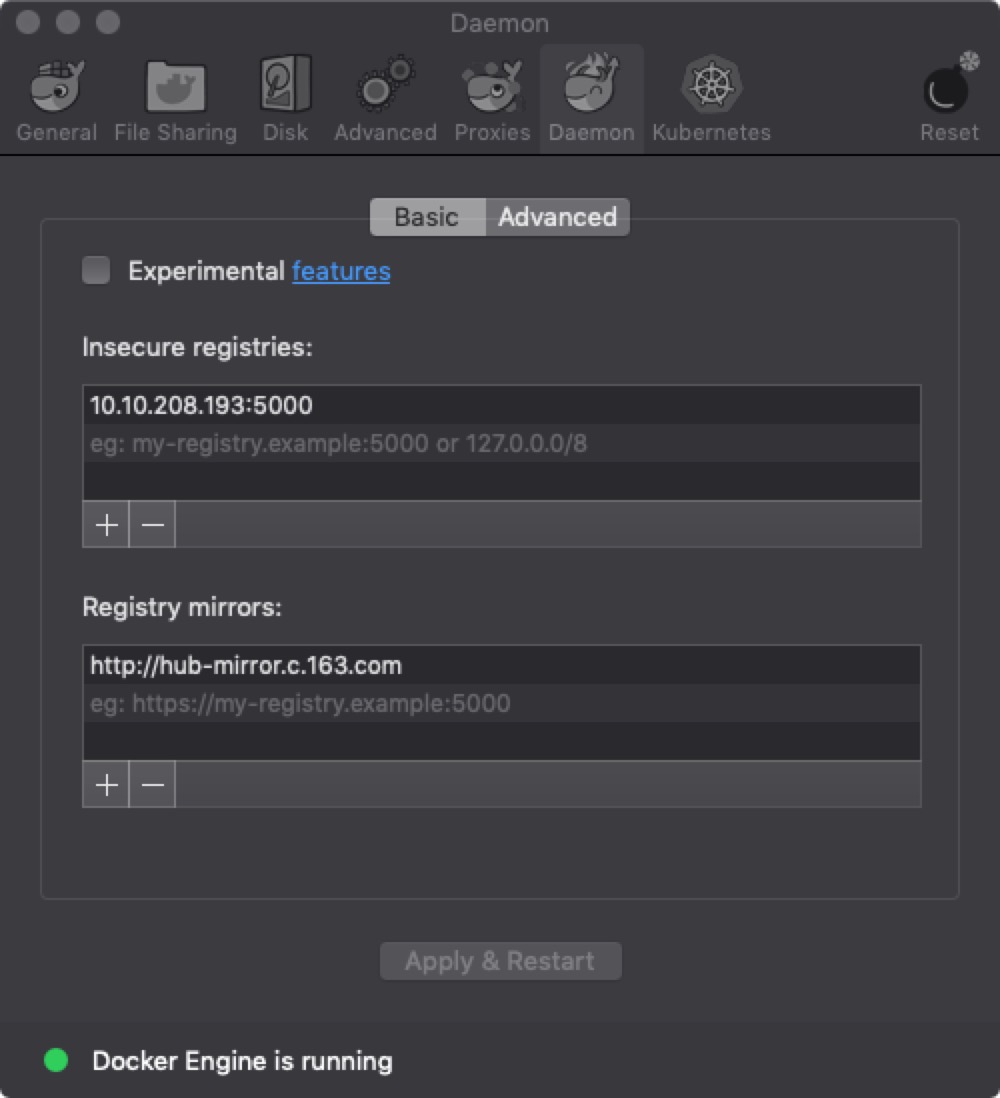 Daemon
General File Sharing Disk Advanced Proxies Daemon Kubernetes Reset
Basic Advanced
Experimental features
Insecure registries:
10.10.208.193:5000
eg: my-registry.example:5000 or 127.0.0.0/8
Registry mirrors:
http://hub-mirror.c.163.com
eg: https://my-registry.example:5000
Apply & Restart
Docker Engine is running